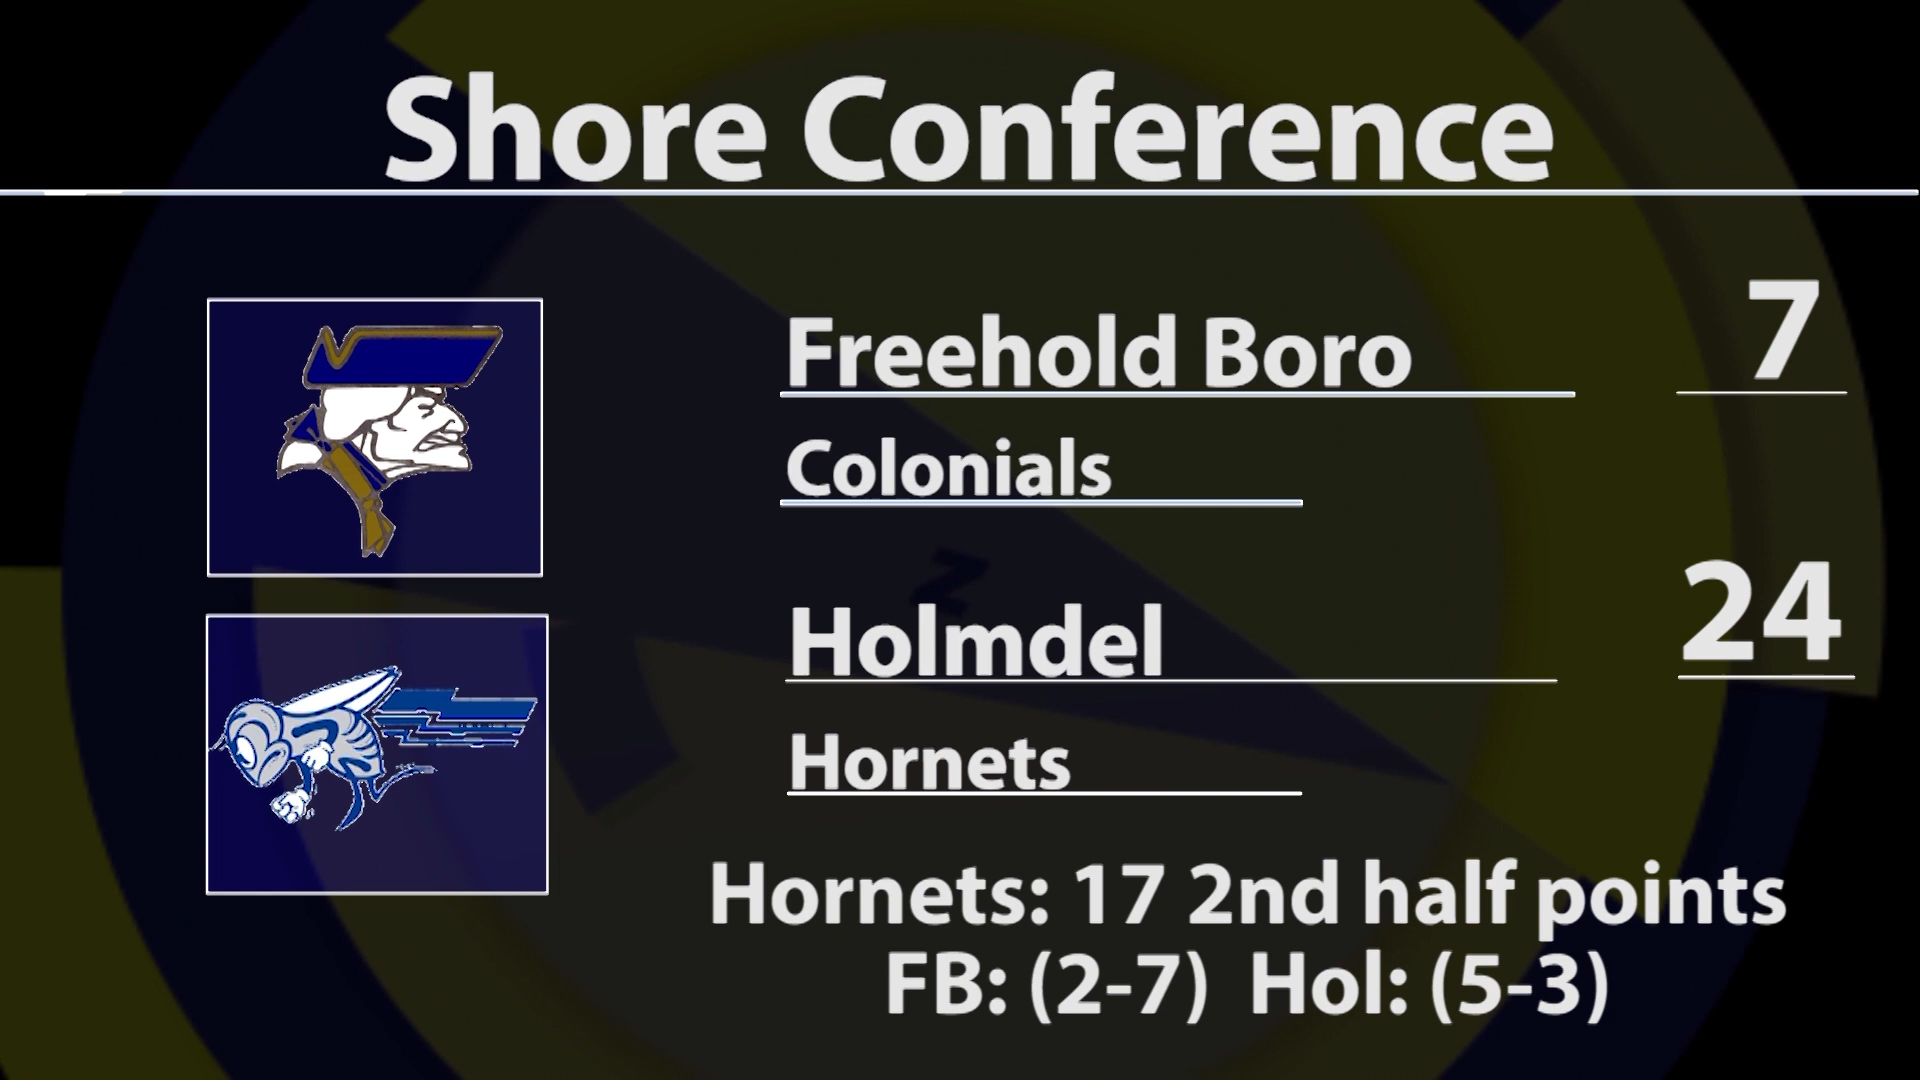 Shore Conference
Freehold Boro 7
Colonials
Holmdel 24
Hornets
Hornets: 17 2nd half points
FB: (2-7) Hol: (5-3)
N